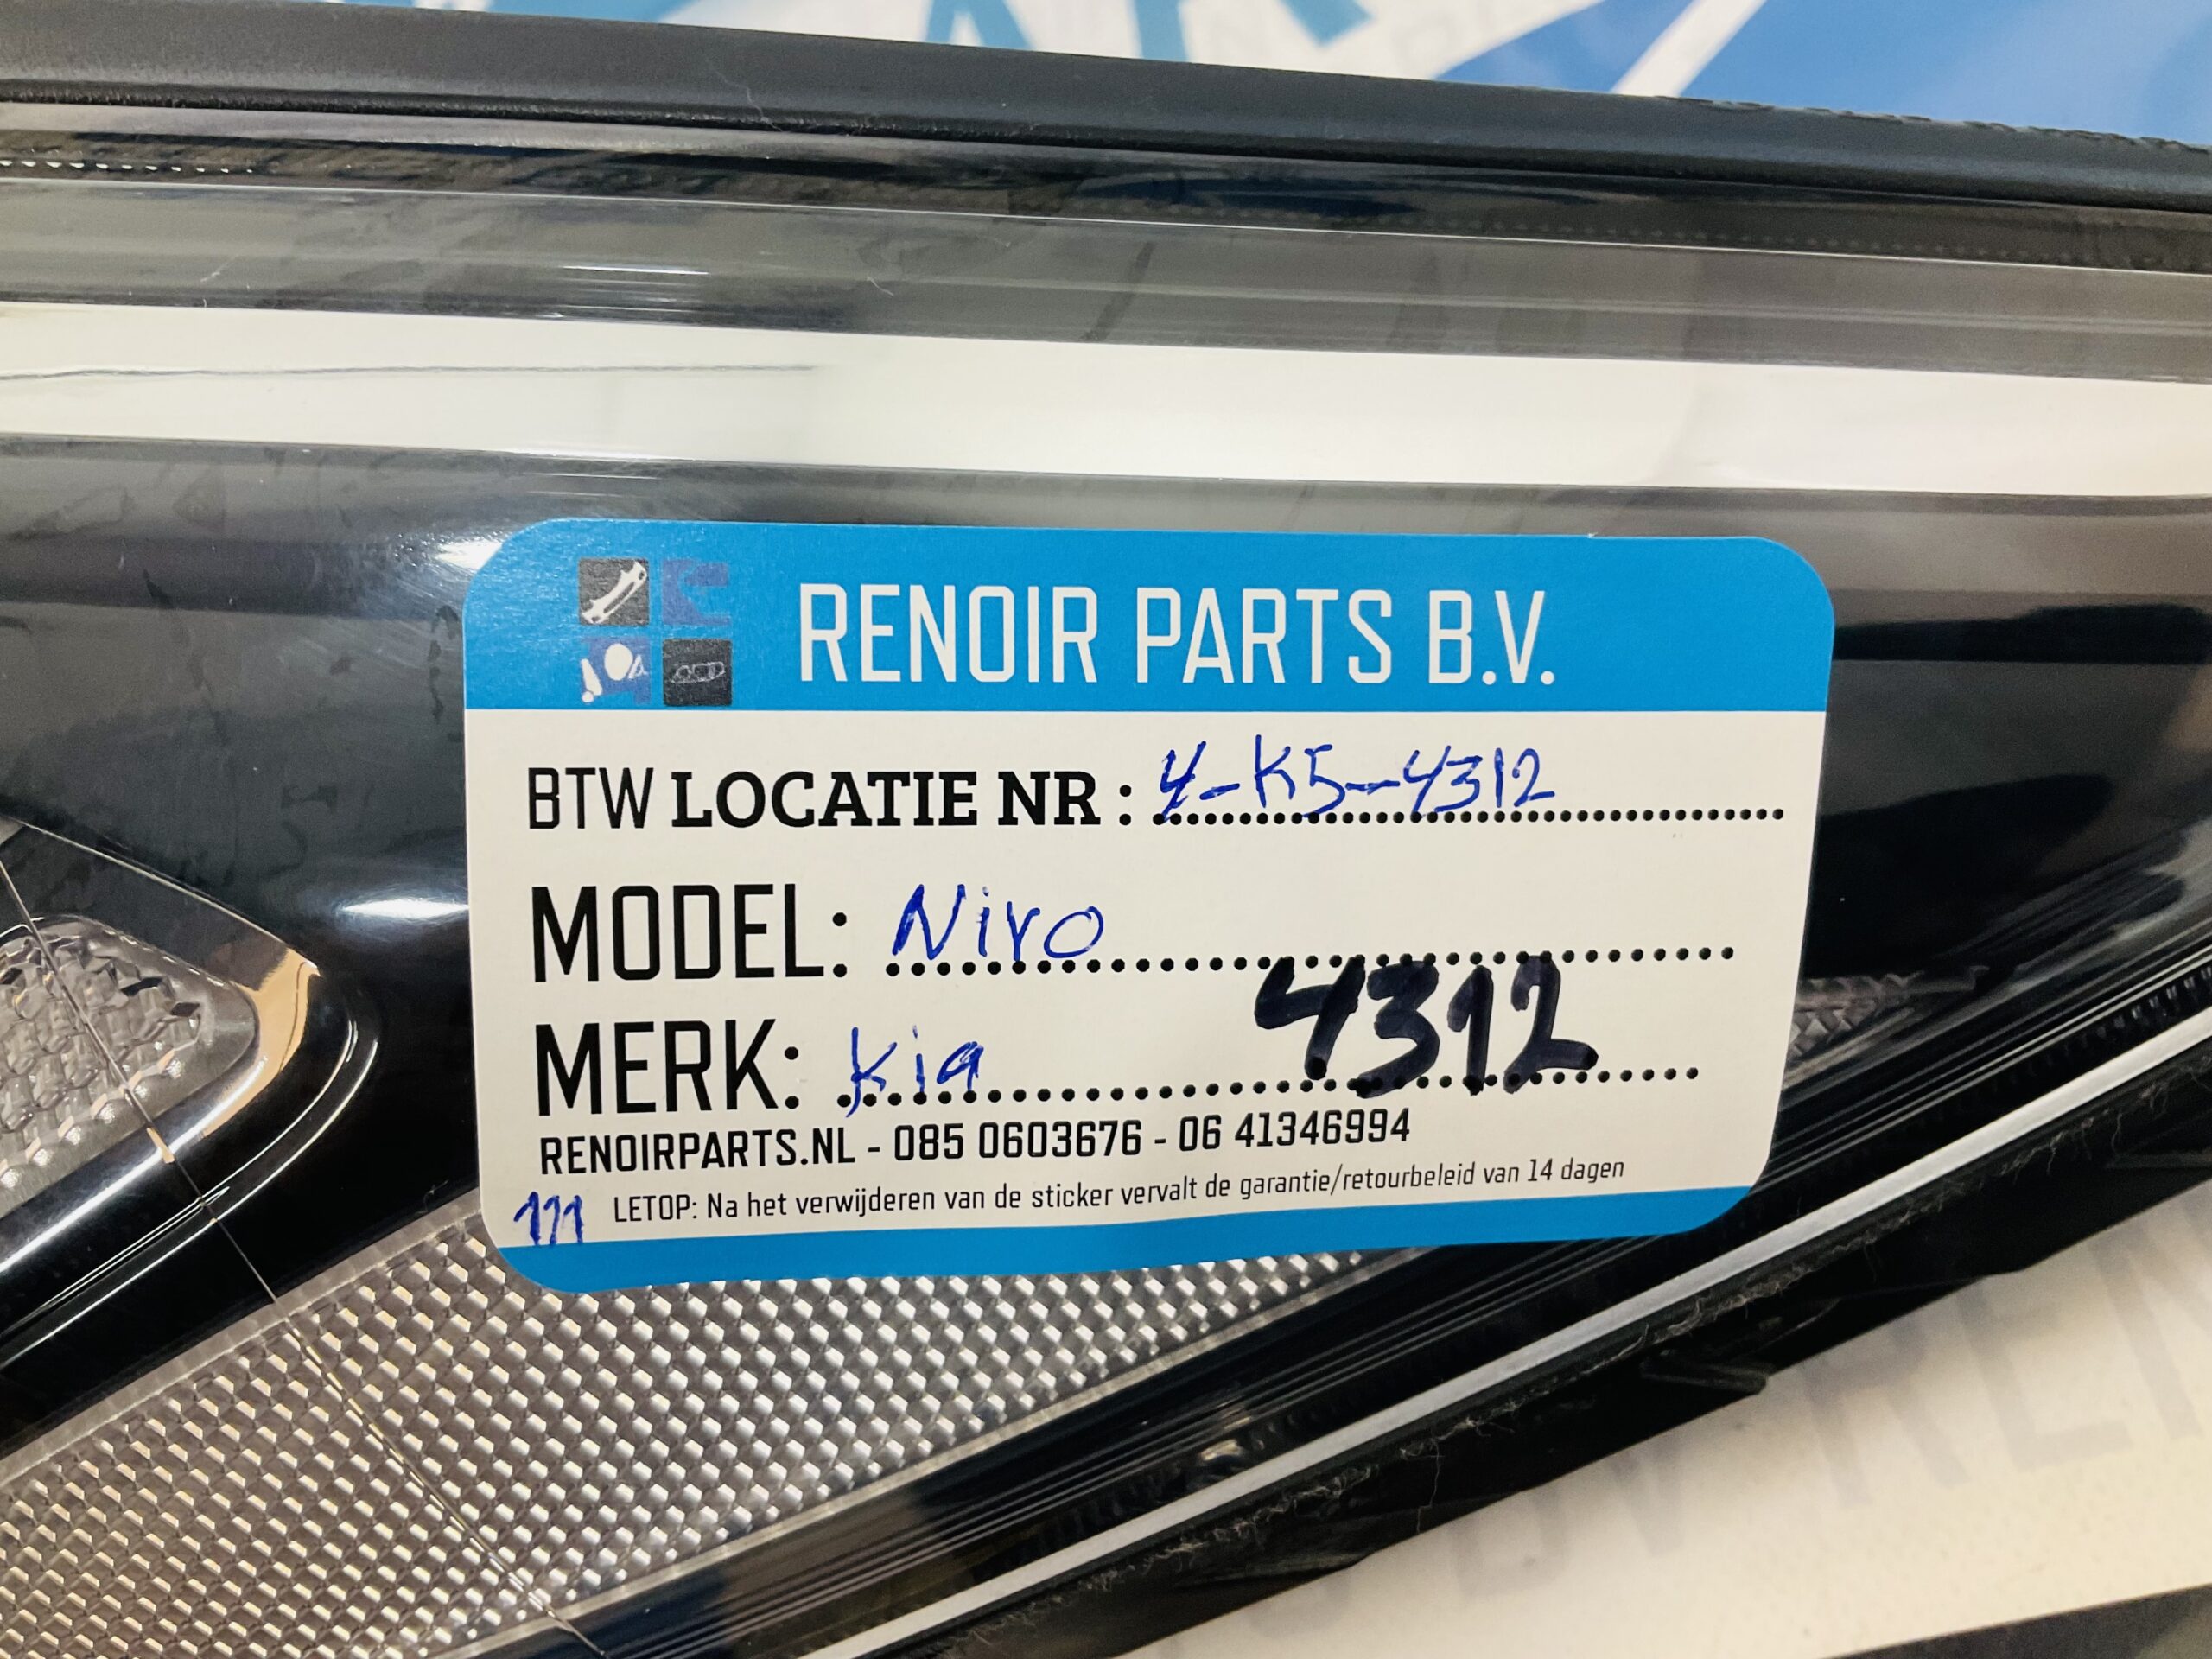 RENOIR PARTS B.V.
BTW LOCATIE NR : 4-K5-4312
MODEL: Niro
4312
MERK: Kia
RENOIRPARTS.NL - 085 0603676 - 06 41346994
111 LETOP: Na het verwijderen van de sticker vervalt de garantie/retourbeleid van 14 dagen